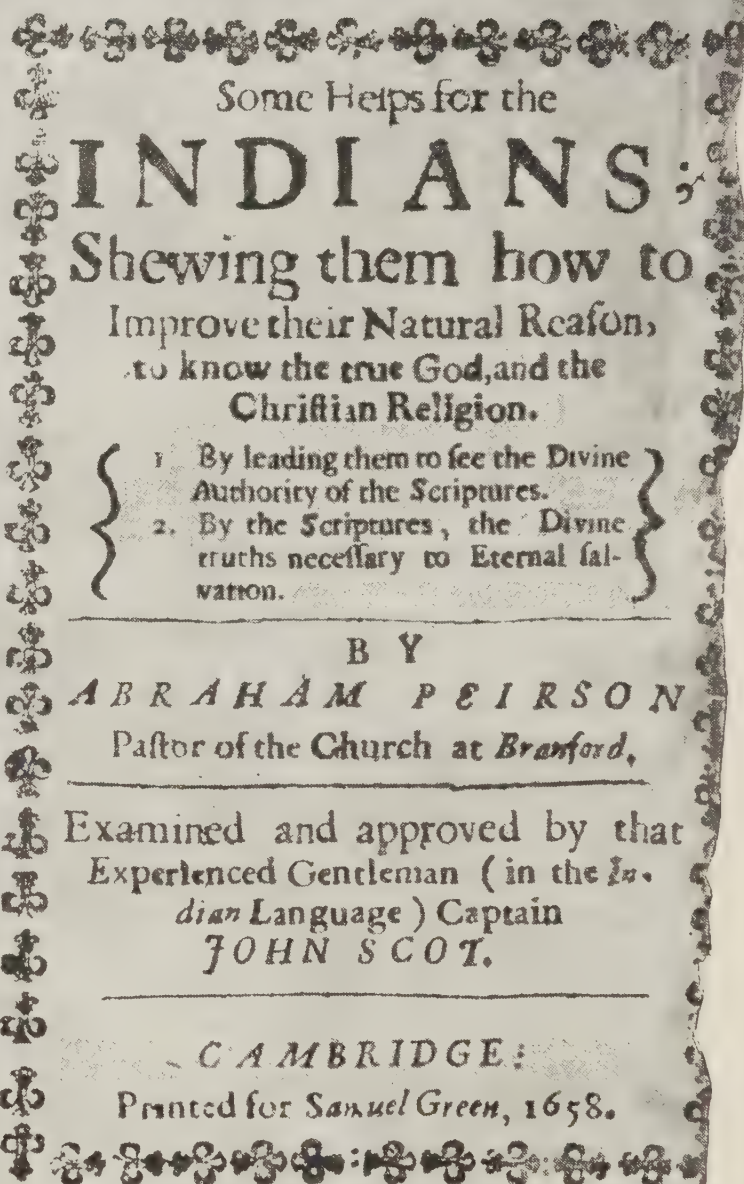 Some Helps for the
INDIANS;
Shewing them how to
Improve their Natural Reaſon,
to know the true God, and the
Chriſtian Religion.
1 By leading them to ſee the Divine
Authority of the Scriptures.
2. By the Scriptures, the Divine
truths neceſſary to Eternal ſal-
vation.
BY
ABRAHAM PEIRSON
Paſtor of the Church at Branford.
Examined and approved by that
Experienced Gentleman (in the In-
dian Language) Captain
JOHN SCOT.
CAMBRIDGE:
Printed for Samuel Green, 1658.